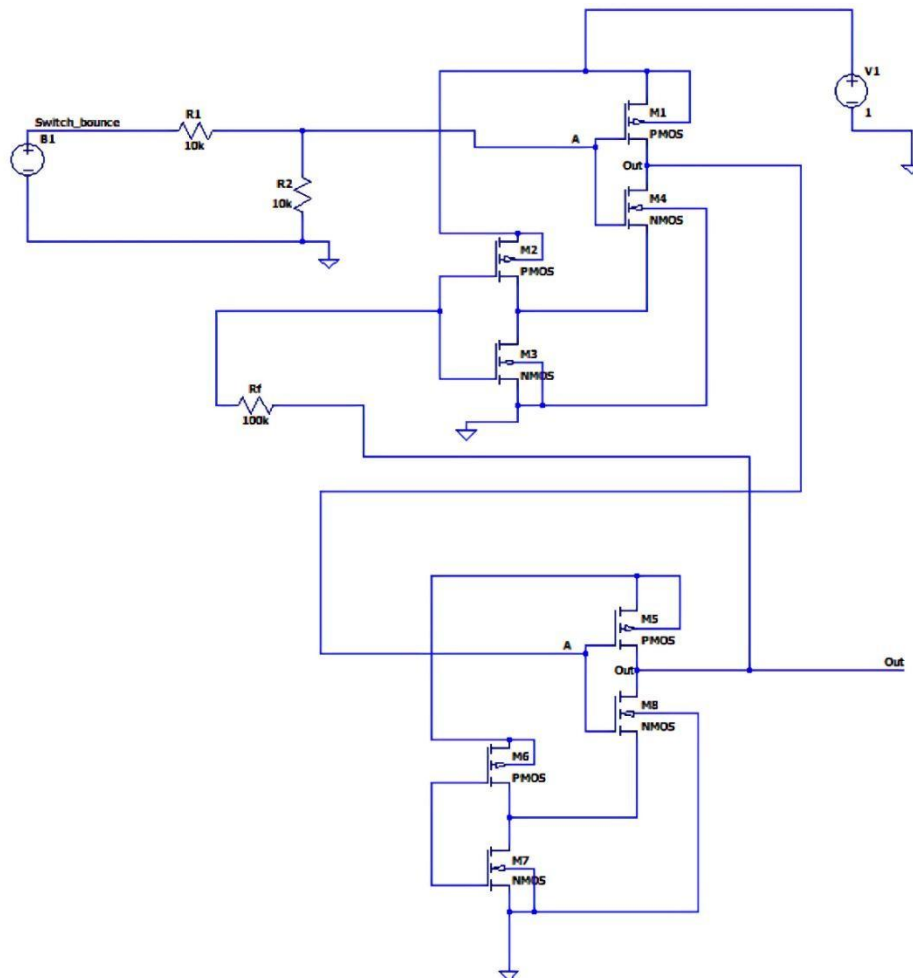 V1
1
M1
PMOS
Switch_bounce
B1
R1
10k
R2
10k
A
Out
M4
NMOS
M2
PMOS
M3
NMOS
Rf
100k
M5
PMOS
A
Out
Out
M8
NMOS
M6
PMOS
M7
NMOS